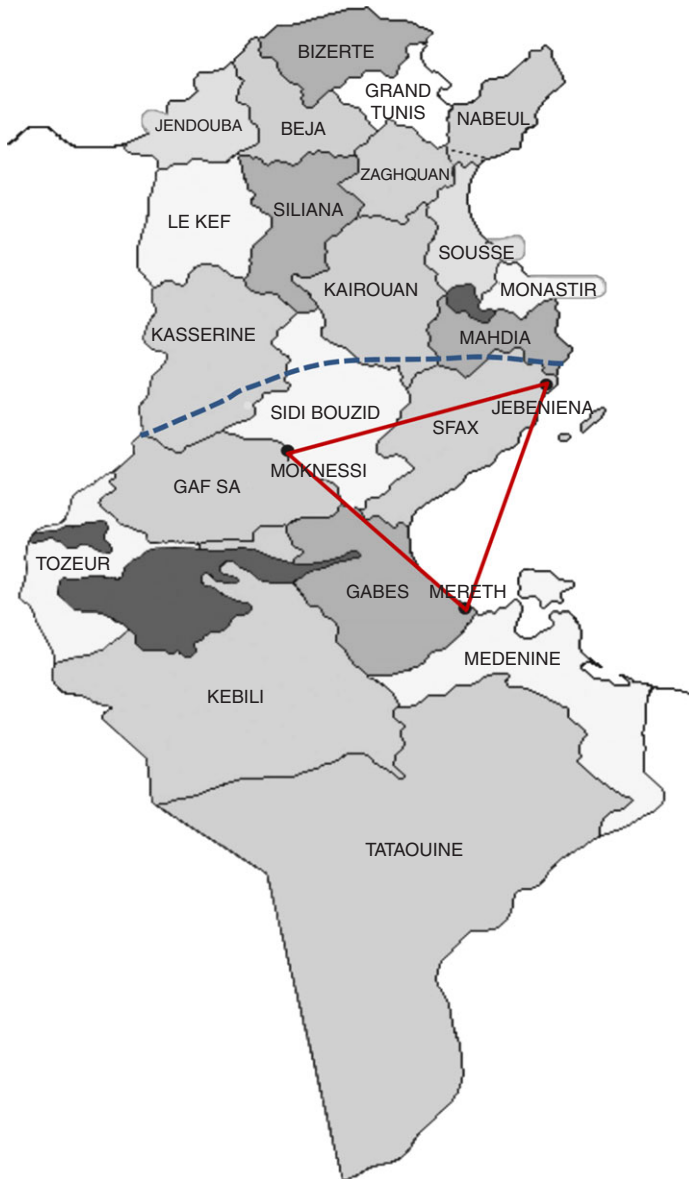 BIZERTE
GRAND
TUNIS
NABEUL
JENDOUBA
BEJA
ZAGHQUAN
LE KEF
SILIANA
SOUSSE
KAIROUAN
MONASTIR
KASSERINE
MAHDIA
SIDI BOUZID
JEBENIENA
SFAX
MOKNESSI
GAF SA
TOZEUR
GABES
MERETH
MEDENINE
KEBILI
TATAOUINE